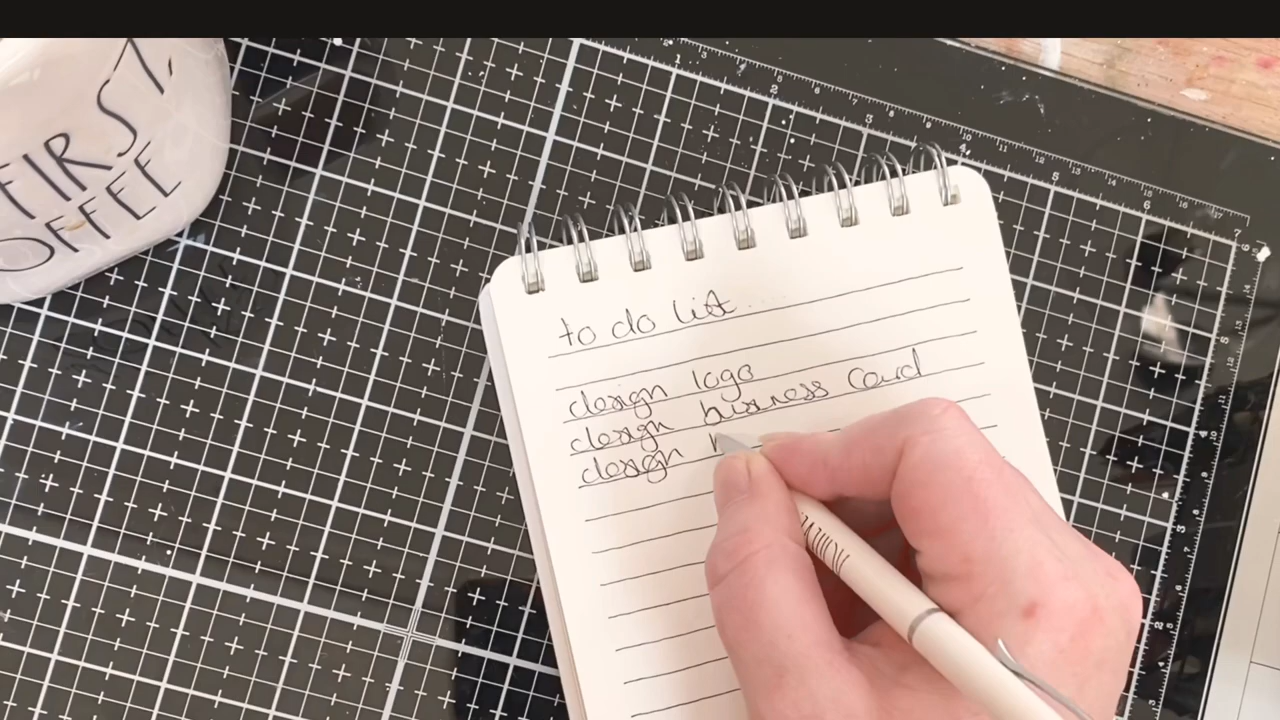 FIRST
OFFEE
to do list
design logo
design business card
design